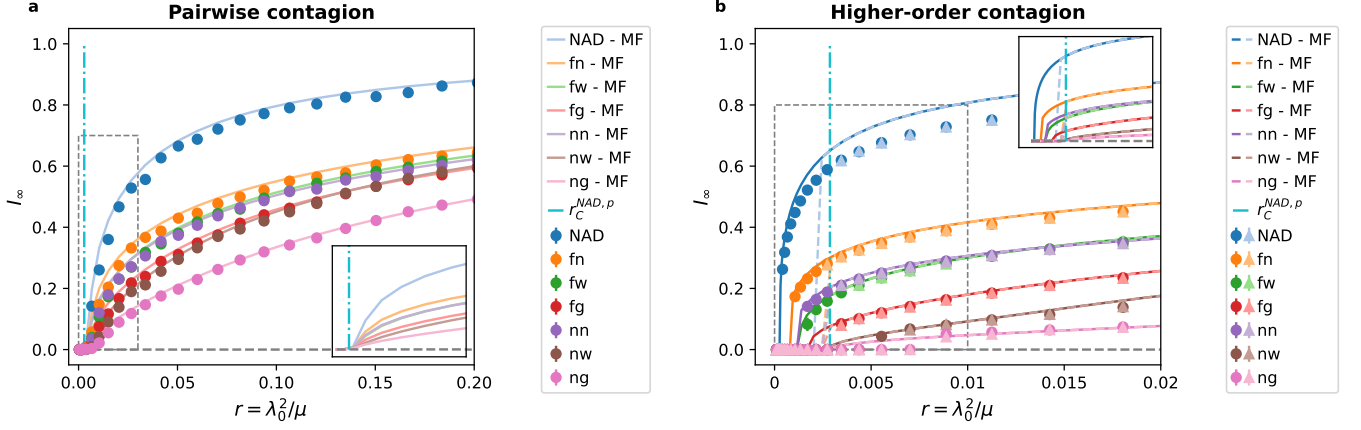 a
Pairwise contagion
1.0
0.8
0.6
0.4
0.2
0.0
I∞
0.00
0.05
0.10
0.15
0.20
r = λ₀²/μ
NAD - MF
fn - MF
fw - MF
fg - MF
nn - MF
nw - MF
ng - MF
r_C^{NAD, p}
NAD
fn
fw
fg
nn
nw
ng
b
Higher-order contagion
1.0
0.8
0.6
0.4
0.2
0.0
I∞
0
0.005
0.01
0.015
0.02
r = λ₀²/μ
NAD - MF
fn - MF
fw - MF
fg - MF
nn - MF
nw - MF
ng - MF
r_C^{NAD, p}
NAD
fn
fw
fg
nn
nw
ng